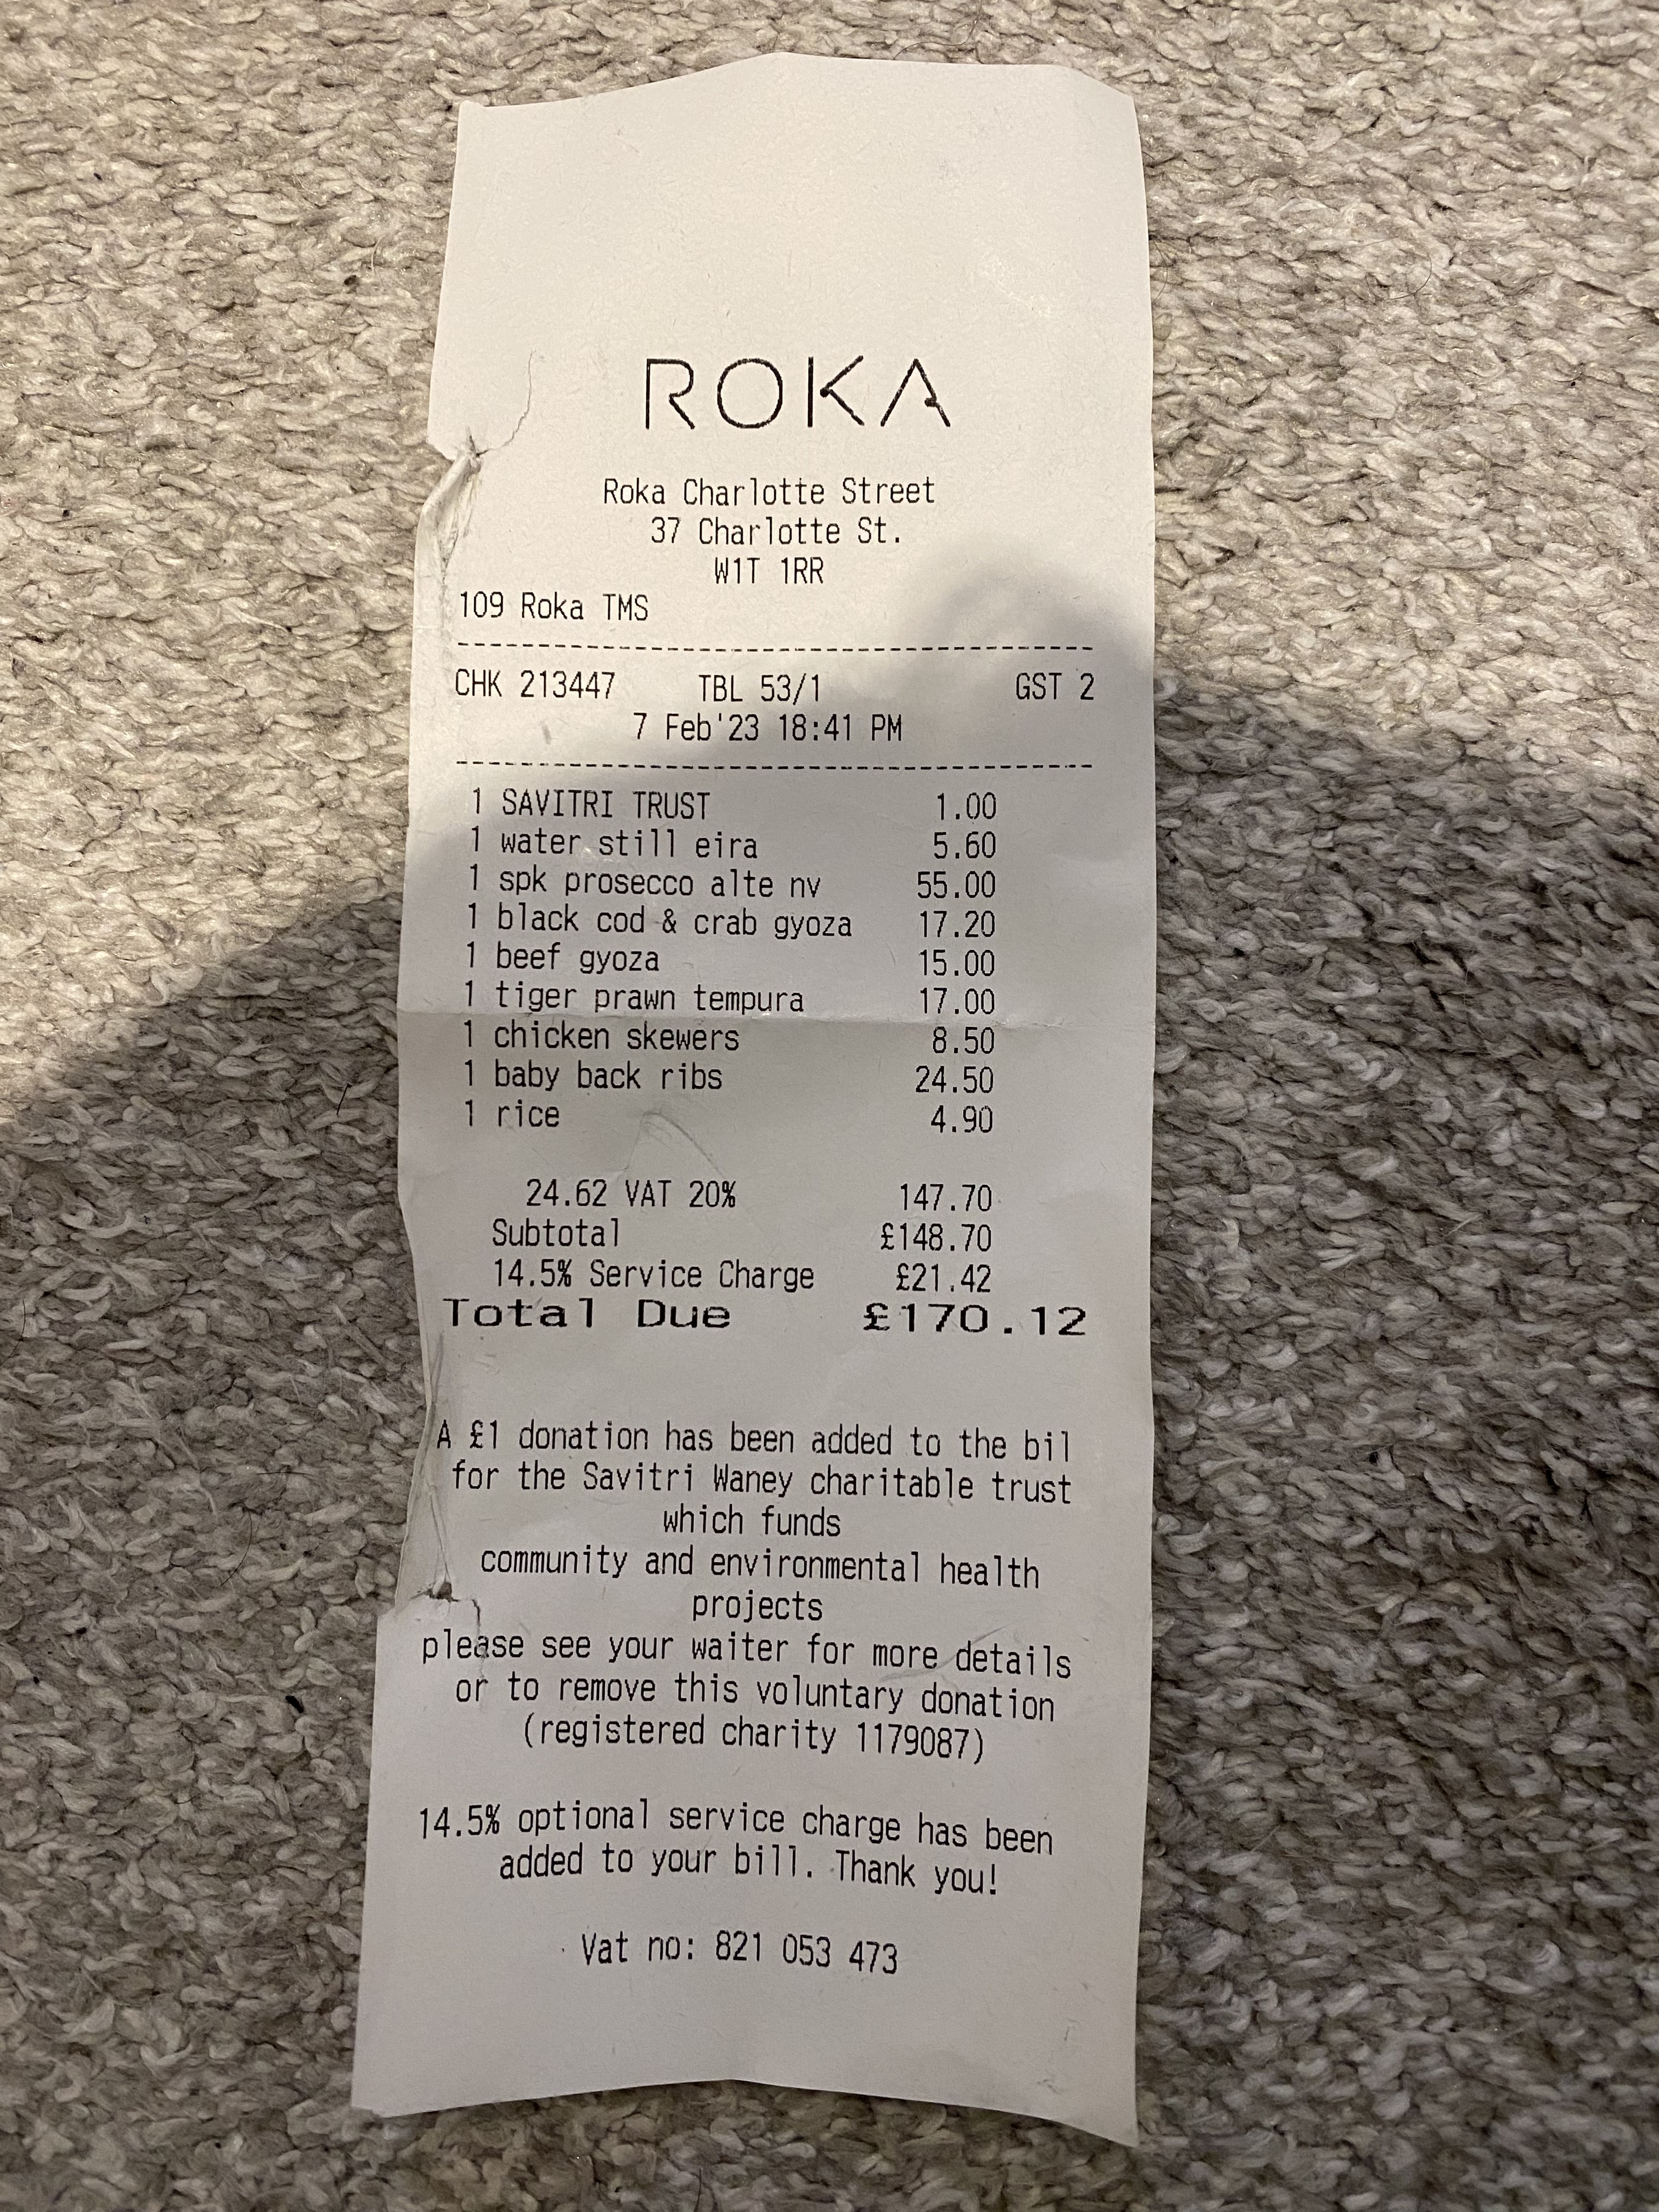 ROKA
Roka Charlotte Street
37 Charlotte St.
W1T 1RR
109 Roka TMS
CHK 213447 TBL 53/1 GST 2
7 Feb'23 18:41 PM
1 SAVITRI TRUST 1.00
1 water still eira 5.60
1 spk prosecco alte nv 55.00
1 black cod & crab gyoza 17.20
1 beef gyoza 15.00
1 tiger prawn tempura 17.00
1 chicken skewers 8.50
1 baby back ribs 24.50
1 rice 4.90
24.62 VAT 20% 147.70
Subtotal £148.70
14.5% Service Charge £21.42
Total Due £170.12
A £1 donation has been added to the bil
for the Savitri Waney charitable trust
which funds
community and environmental health
projects
please see your waiter for more details
or to remove this voluntary donation
(registered charity 1179087)
14.5% optional service charge has been
added to your bill. Thank you!
Vat no: 821 053 473